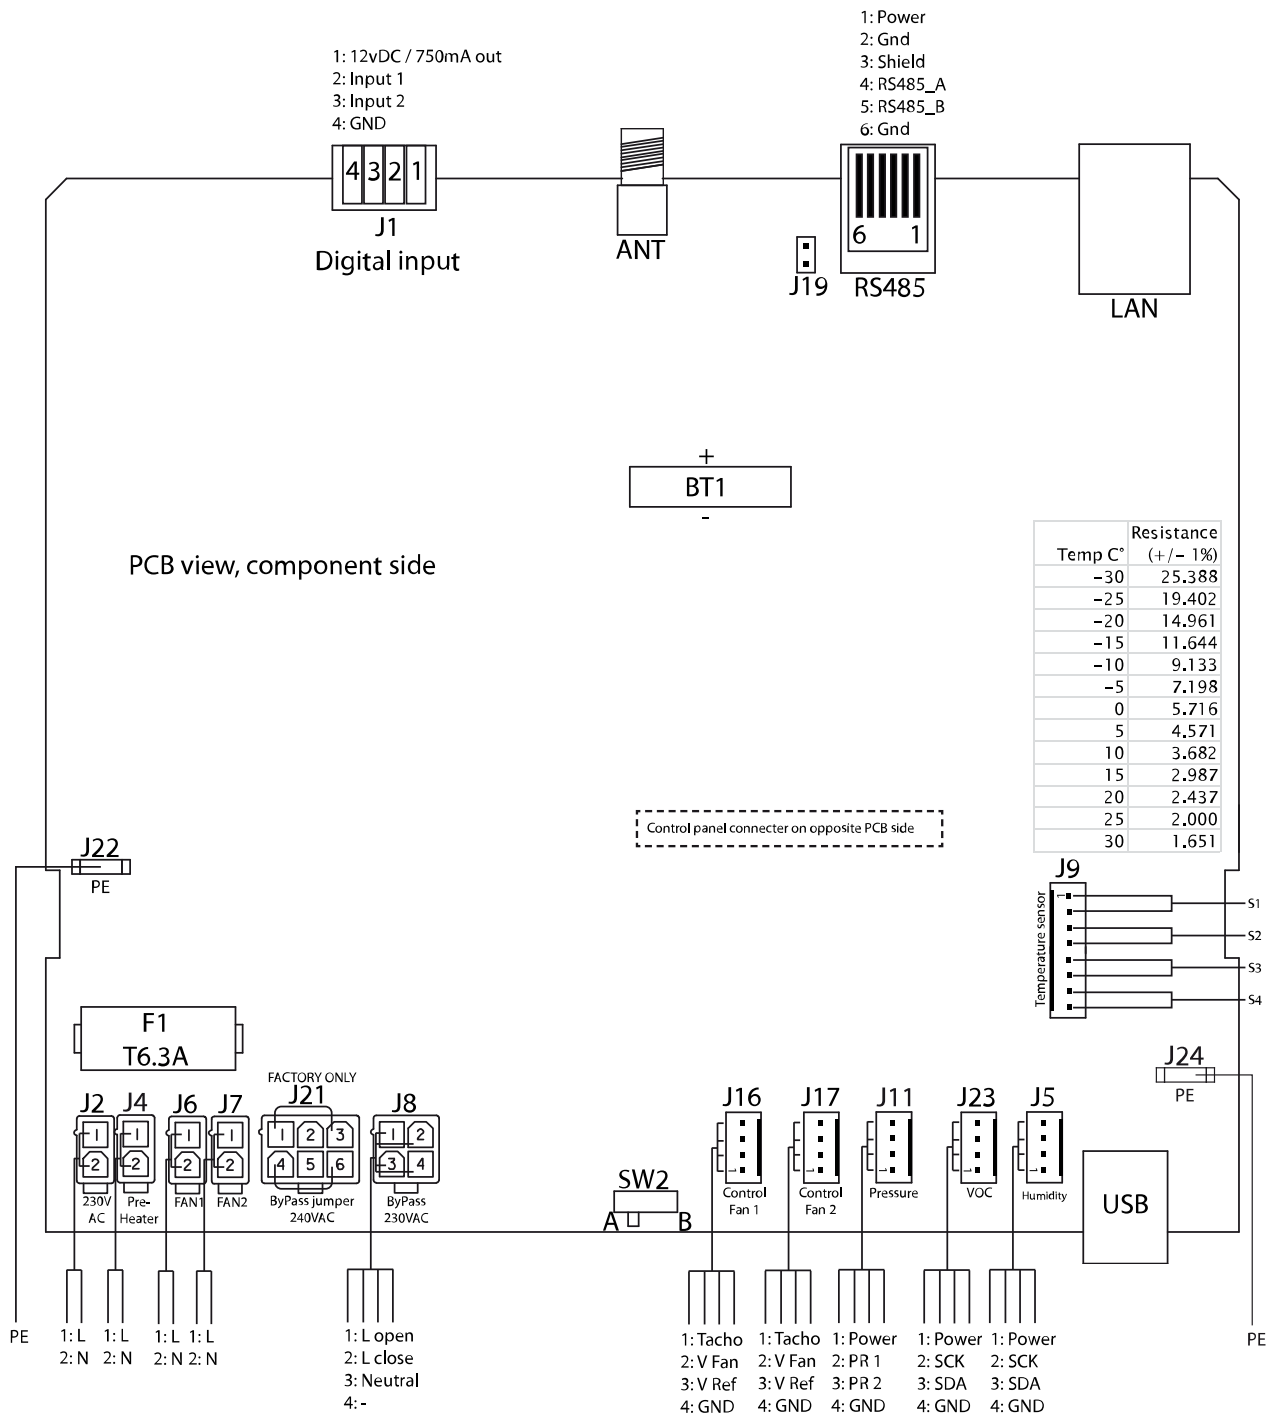 1: Power
2: Gnd
3: Shield
4: RS485_A
5: RS485_B
6: Gnd
1: 12vDC / 750mA out
2: Input 1
3: Input 2
4: GND
4 3 2 1
J1
Digital input
ANT
J19
6 1
RS485
LAN
+
BT1
-
PCB view, component side
Temp C° Resistance (+/- 1%)
-30 25.388
-25 19.402
-20 14.961
-15 11.644
-10 9.133
-5 7.198
0 5.716
5 4.571
10 3.682
15 2.987
20 2.437
25 2.000
30 1.651
Control panel connecter on opposite PCB side
J22
PE
J9
1
Temperature sensor
S1
S2
S3
S4
F1
T6.3A
J24
PE
FACTORY ONLY
J2 J4 J6 J7 J21 J8
1 1 1 1 1 2 3 1 2
2 2 2 2 4 5 6 3 4
230V AC
Pre-Heater
FAN1
FAN2
ByPass jumper
240VAC
ByPass
230VAC
SW2
A B
J16 J17 J11 J23 J5
1 1 1 1 1
Control Fan 1
Control Fan 2
Pressure
VOC
Humidity
USB
PE
1: L
2: N
1: L
2: N
1: L
2: N
1: L
2: N
1: L open
2: L close
3: Neutral
4: -
1: Tacho
2: V Fan
3: V Ref
4: GND
1: Tacho
2: V Fan
3: V Ref
4: GND
1: Power
2: PR 1
3: PR 2
4: GND
1: Power
2: SCK
3: SDA
4: GND
1: Power
2: SCK
3: SDA
4: GND
PE